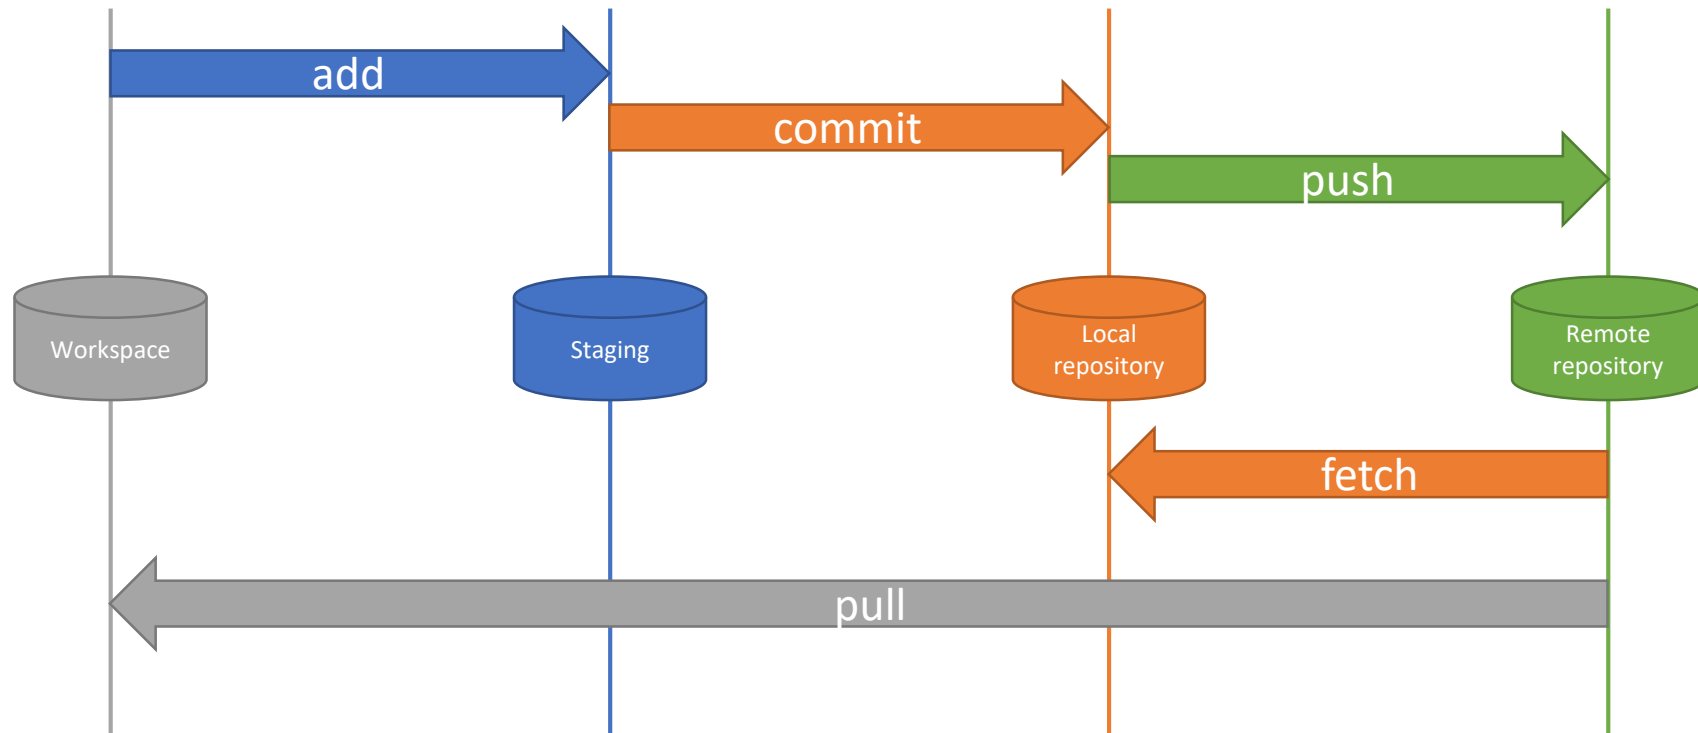 add
commit
push
Workspace
Staging
Local
repository
Remote
repository
fetch
pull